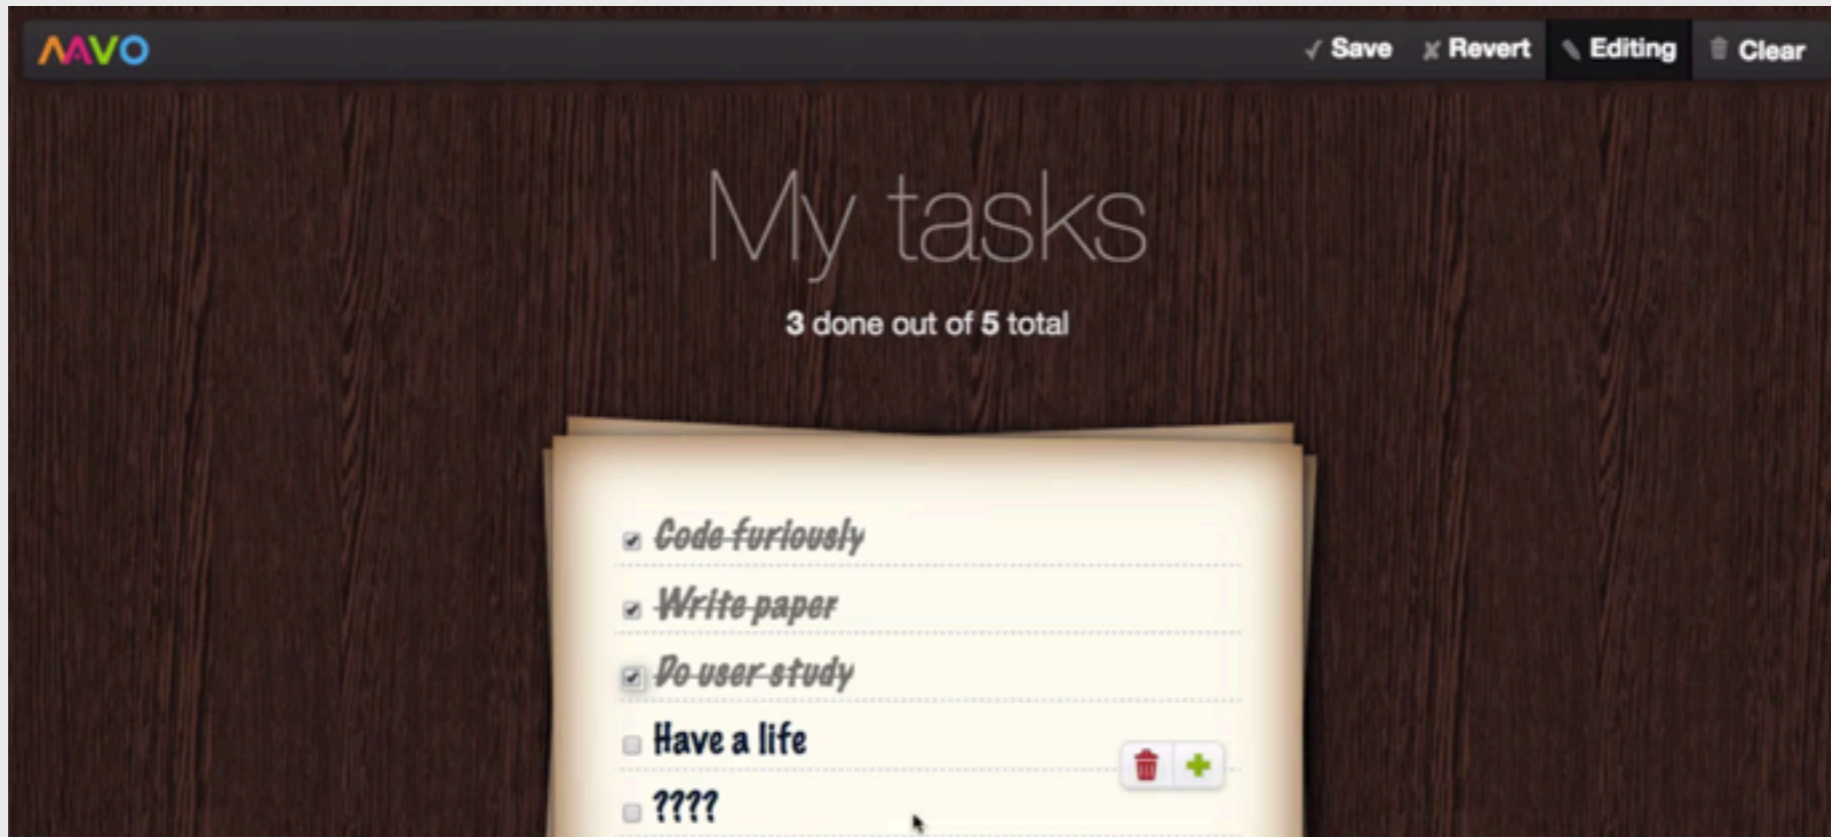 MAVO
Save Revert Editing Clear
My tasks
3 done out of 5 total
Code furiously
Write paper
Do user study
Have a life
????